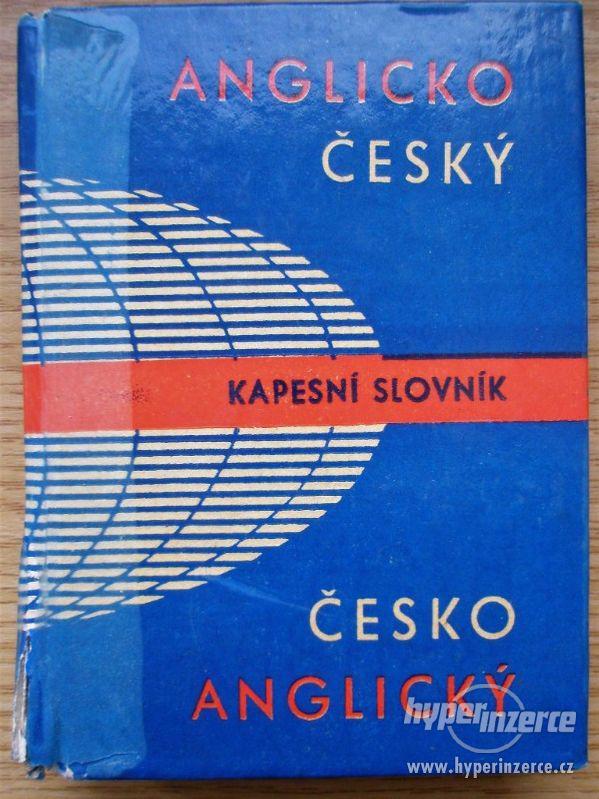 ANGLICKO
ČESKÝ
KAPESNÍ SLOVNÍK
ČESKO
ANGLICKÝ
hyperinzerce
www.hyperinzerce.cz